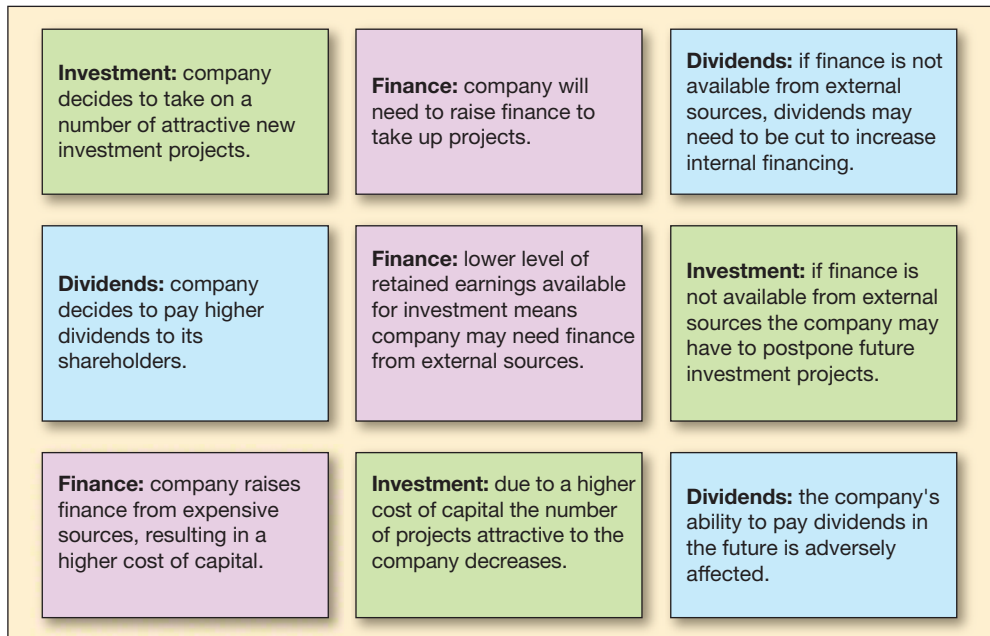 Investment: company
decides to take on a
number of attractive new
investment projects.
Finance: company will
need to raise finance to
take up projects.
Dividends: if finance is not
available from external
sources, dividends may
need to be cut to increase
internal financing.
Dividends: company
decides to pay higher
dividends to its
shareholders.
Finance: lower level of
retained earnings available
for investment means
company may need finance
from external sources.
Investment: if finance is
not available from external
sources the company may
have to postpone future
investment projects.
Finance: company raises
finance from expensive
sources, resulting in a
higher cost of capital.
Investment: due to a higher
cost of capital the number
of projects attractive to the
company decreases.
Dividends: the company's
ability to pay dividends in
the future is adversely
affected.